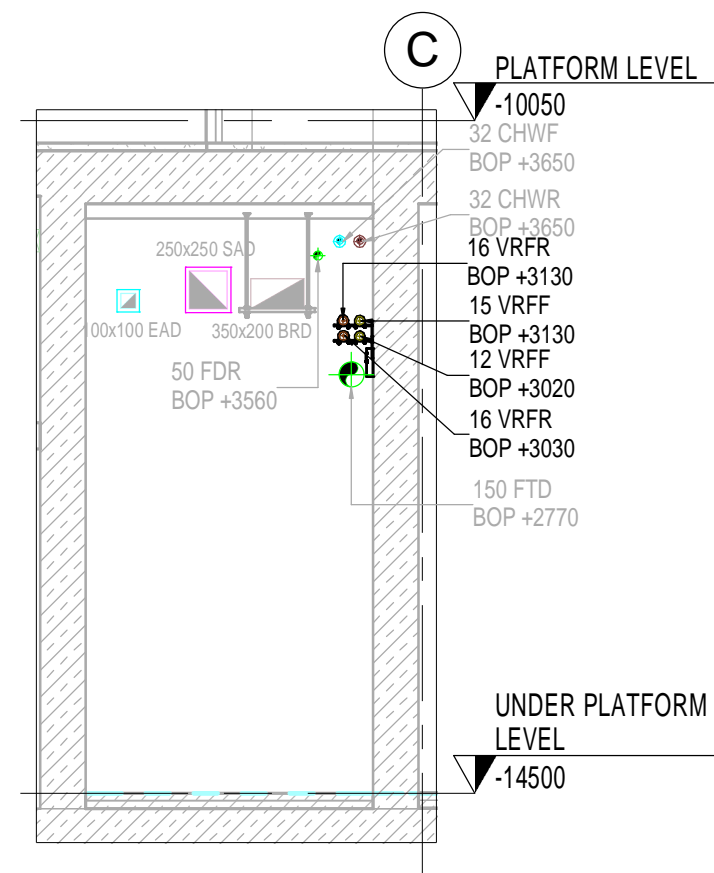 C
PLATFORM LEVEL
-10050
32 CHWF
BOP +3650
32 CHWR
BOP +3650
16 VRFR
BOP +3130
15 VRFF
BOP +3130
12 VRFF
BOP +3020
16 VRFR
BOP +3030
150 FTD
BOP +2770
250x250 SAD
00x100 EAD
350x200 BRD
50 FDR
BOP +3560
UNDER PLATFORM
LEVEL
-14500